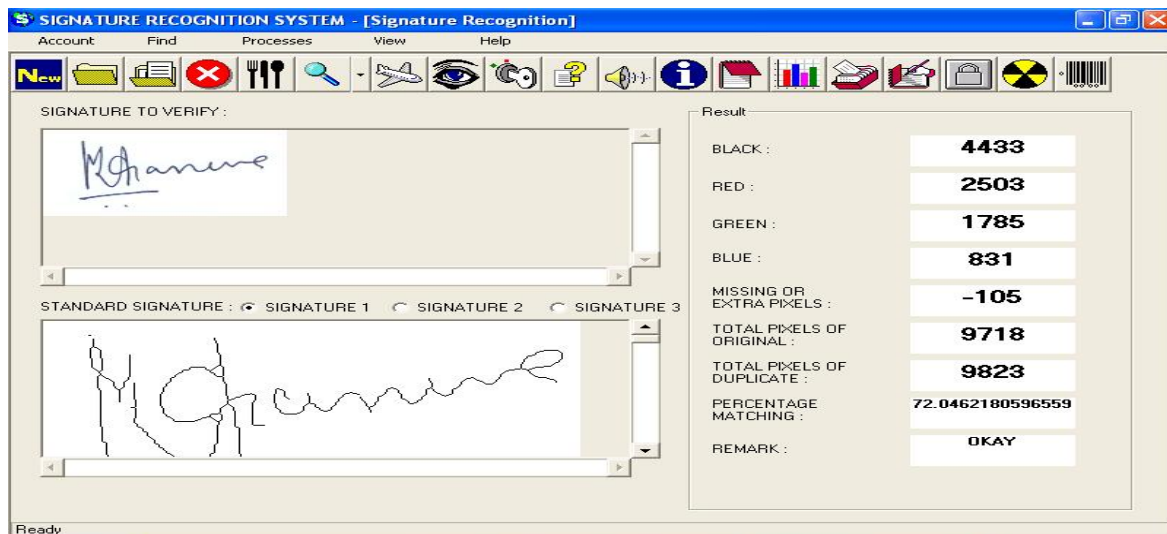 SIGNATURE RECOGNITION SYSTEM - [Signature Recognition]
Account Find Processes View Help
New
SIGNATURE TO VERIFY :
STANDARD SIGNATURE : SIGNATURE 1 SIGNATURE 2 SIGNATURE 3
Result
BLACK : 4433
RED : 2503
GREEN : 1785
BLUE : 831
MISSING OR
EXTRA PIXELS : -105
TOTAL PIXELS OF
ORIGINAL : 9718
TOTAL PIXELS OF
DUPLICATE : 9823
PERCENTAGE
MATCHING : 72.0462180596559
REMARK : OKAY
Ready